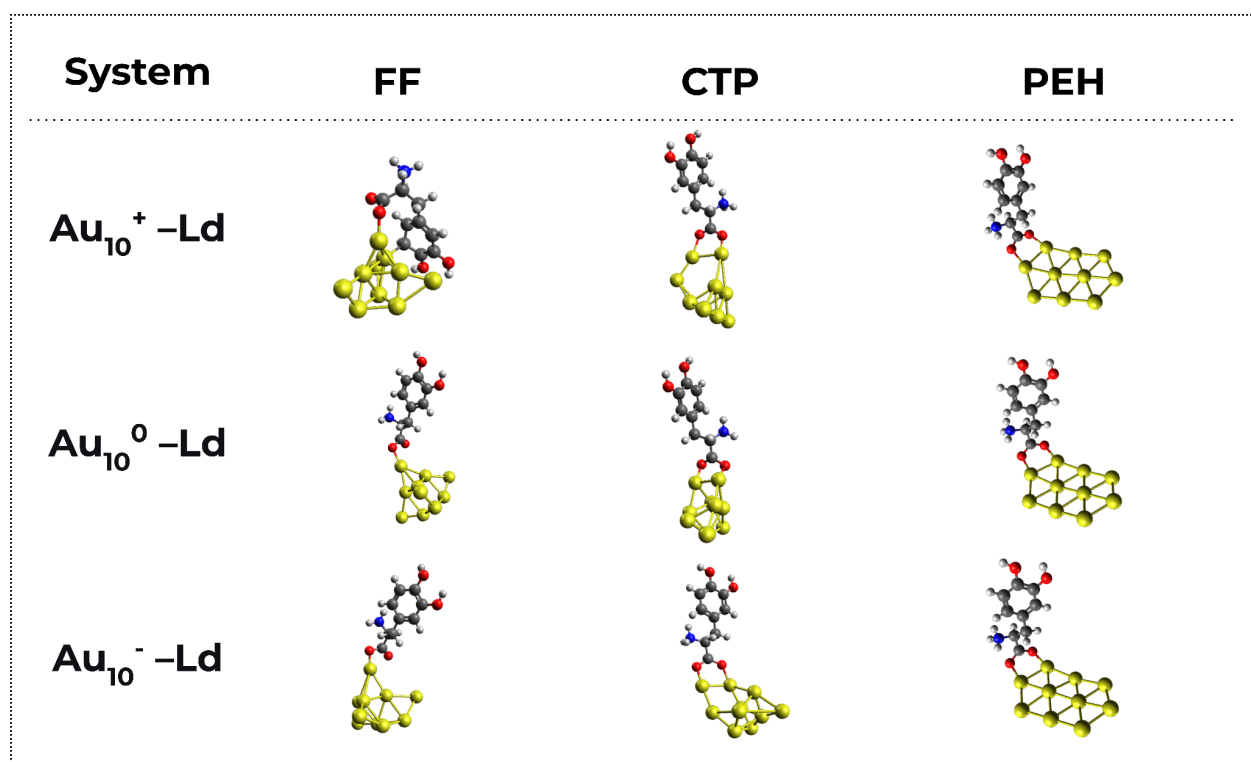 System FF CTP PEH
Au₁₀⁺ –Ld
Au₁₀⁰ –Ld
Au₁₀⁻ –Ld